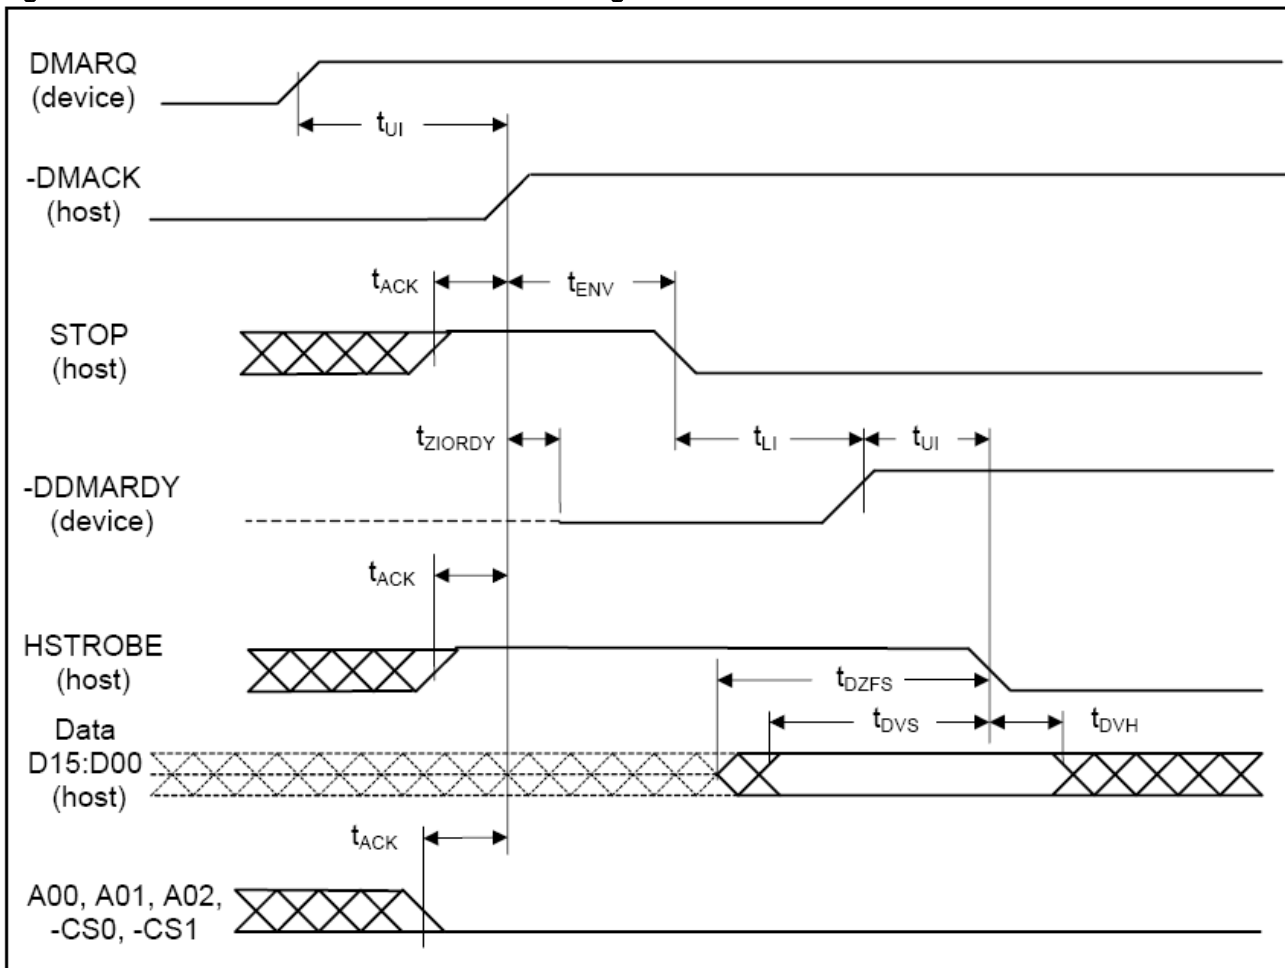 DMARQ
(device)
tUI
-DMACK
(host)
tACK
tENV
STOP
(host)
tZIORDY
tLI
tUI
-DDMARDY
(device)
tACK
HSTROBE
(host)
tDZFS
Data
tDVS
tDVH
D15:D00
(host)
tACK
A00, A01, A02,
-CS0, -CS1